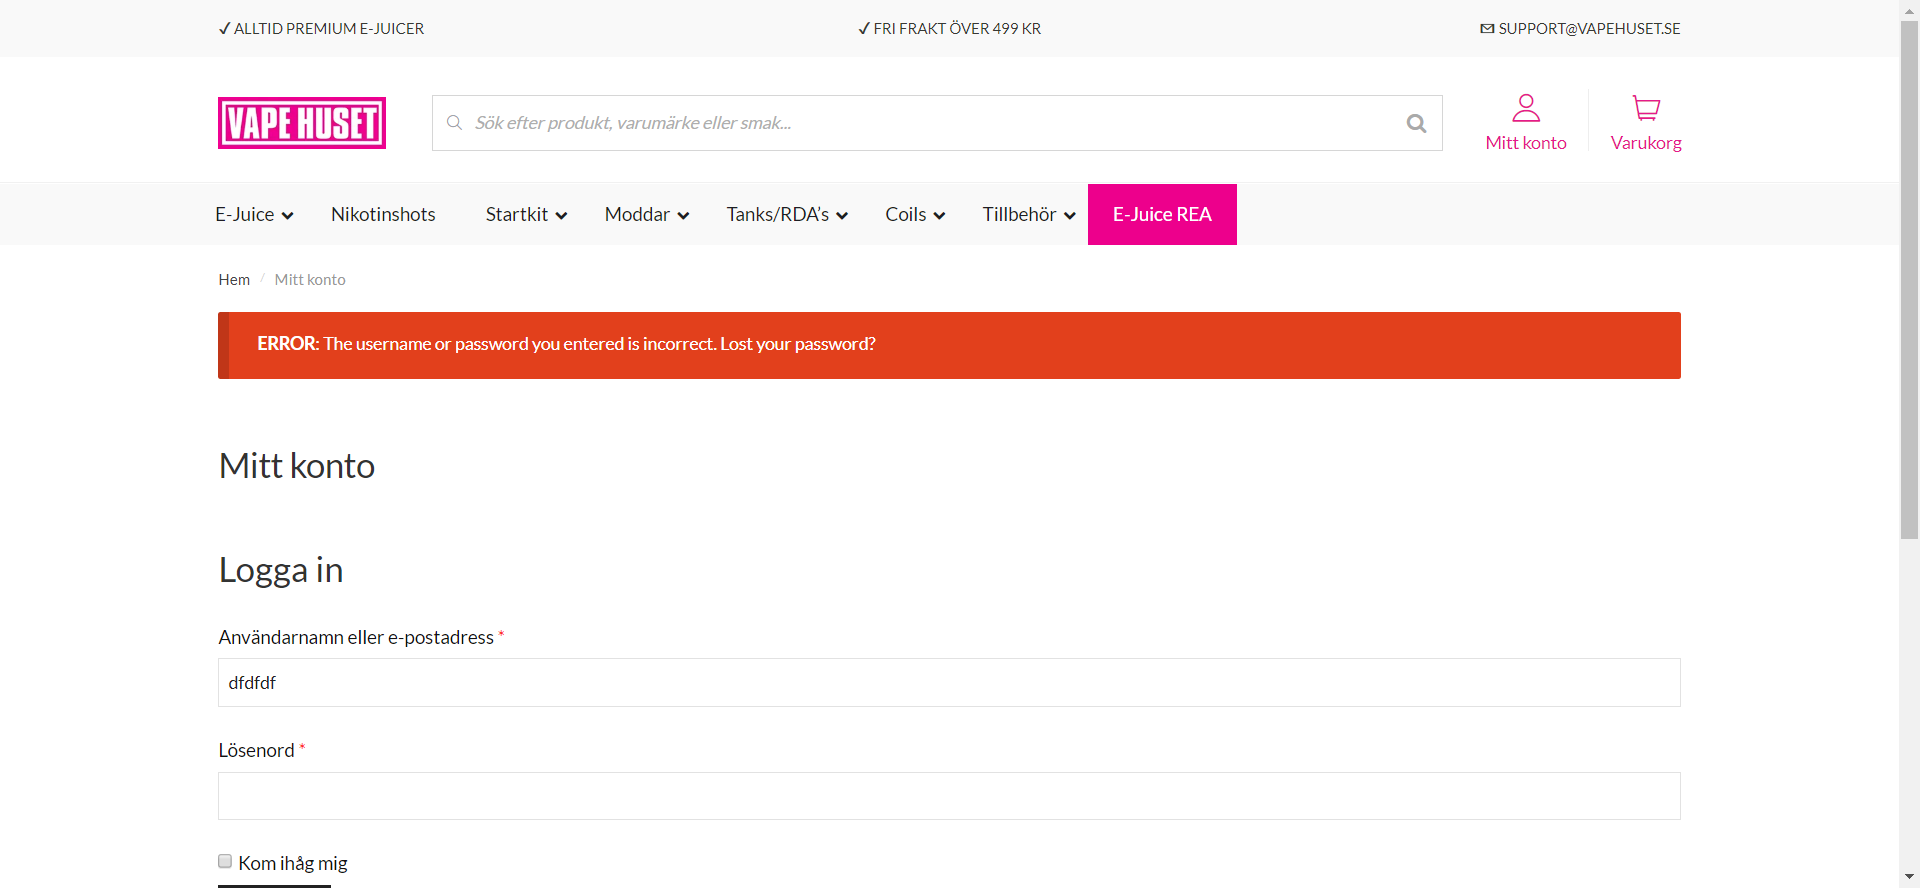 ✓ ALLTID PREMIUM E-JUICER
✓ FRI FRAKT ÖVER 499 KR
SUPPORT@VAPEHUSET.SE
VAPE HUSET
Sök efter produkt, varumärke eller smak...
Mitt konto
Varukorg
E-Juice
Nikotinshots
Startkit
Moddar
Tanks/RDA’s
Coils
Tillbehör
E-Juice REA
Hem / Mitt konto
ERROR: The username or password you entered is incorrect. Lost your password?
Mitt konto
Logga in
Användarnamn eller e-postadress *
dfdfdf
Lösenord *
Kom ihåg mig